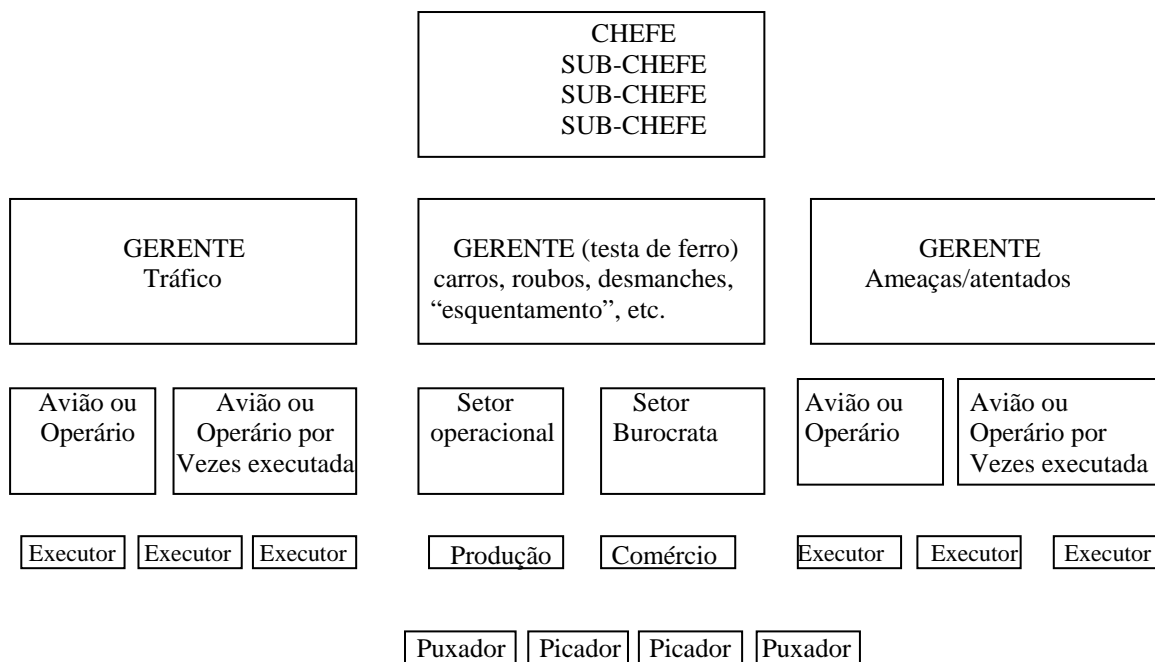 CHEFE
SUB-CHEFE
SUB-CHEFE
SUB-CHEFE
GERENTE
Tráfico
GERENTE (testa de ferro)
carros, roubos, desmanches,
“esquentamento”, etc.
GERENTE
Ameaças/atentados
Avião ou
Operário
Avião ou
Operário por
Vezes executada
Setor
operacional
Setor
Burocrata
Avião ou
Operário
Avião ou
Operário por
Vezes executada
Executor
Executor
Executor
Produção
Comércio
Executor
Executor
Executor
Puxador
Picador
Picador
Puxador